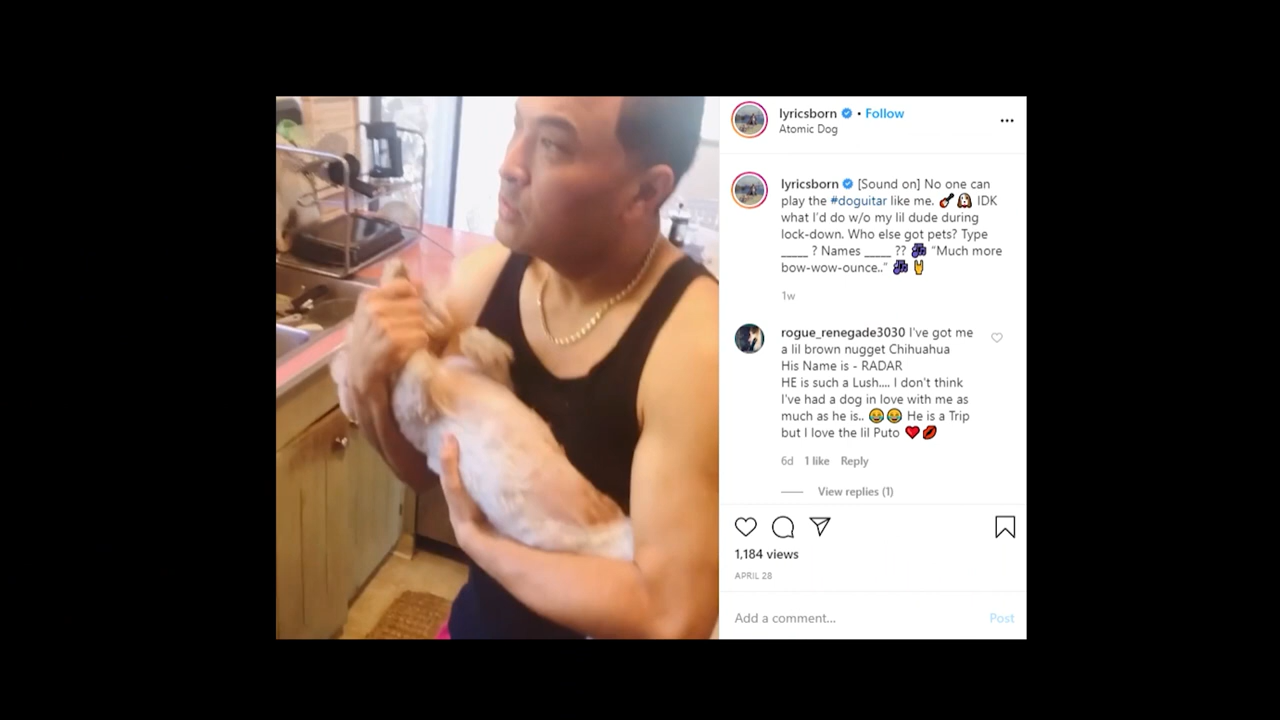 lyricsborn • Follow
Atomic Dog
lyricsborn [Sound on] No one can
play the #doguitar like me. 🎸🐶 IDK
what I'd do w/o my lil dude during
lock-down. Who else got pets? Type
_____ ? Names _____ ?? 🎶 “Much more
bow-wow-ounce..” 🎶 🤘
1w
rogue_renegade3030 I've got me
a lil brown nugget Chihuahua
His Name is - RADAR
HE is such a Lush.... I don't think
I've had a dog in love with me as
much as he is.. 😂😂 He is a Trip
but I love the lil Puto ❤️💋
6d 1 like Reply
View replies (1)
1,184 views
APRIL 28
Add a comment... Post